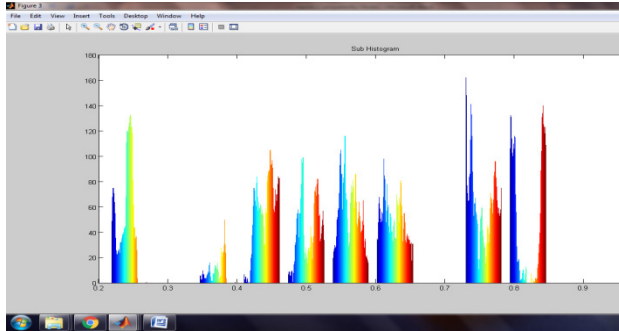 Figure 3
File Edit View Insert Tools Desktop Window Help
Sub Histogram
180
160
140
120
100
80
60
40
20
0
0.2 0.3 0.4 0.5 0.6 0.7 0.8 0.9